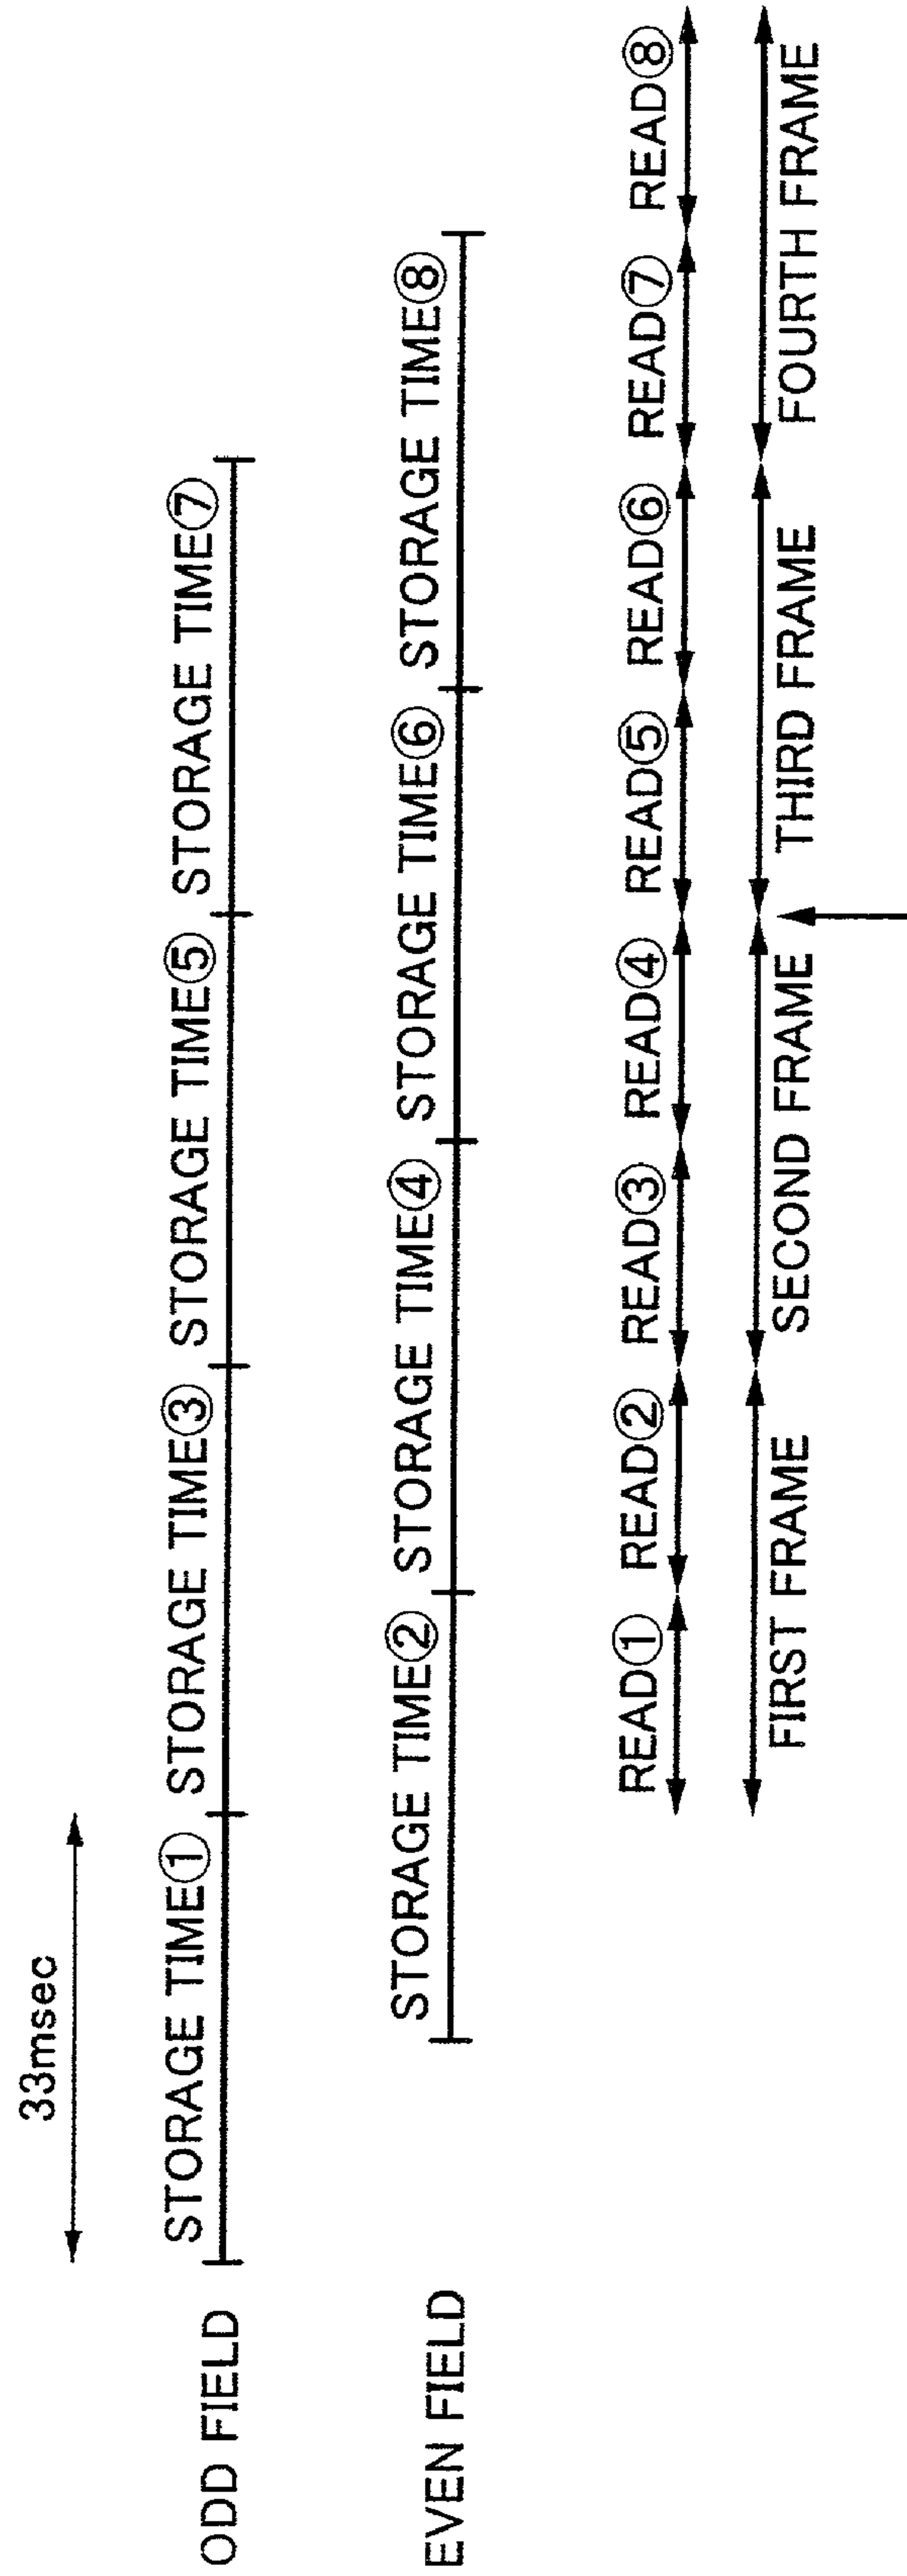 33msec
ODD FIELD STORAGE TIME① STORAGE TIME③ STORAGE TIME⑤ STORAGE TIME⑦
EVEN FIELD STORAGE TIME② STORAGE TIME④ STORAGE TIME⑥ STORAGE TIME⑧
READ① READ② READ③ READ④ READ⑤ READ⑥ READ⑦ READ⑧
FIRST FRAME SECOND FRAME THIRD FRAME FOURTH FRAME